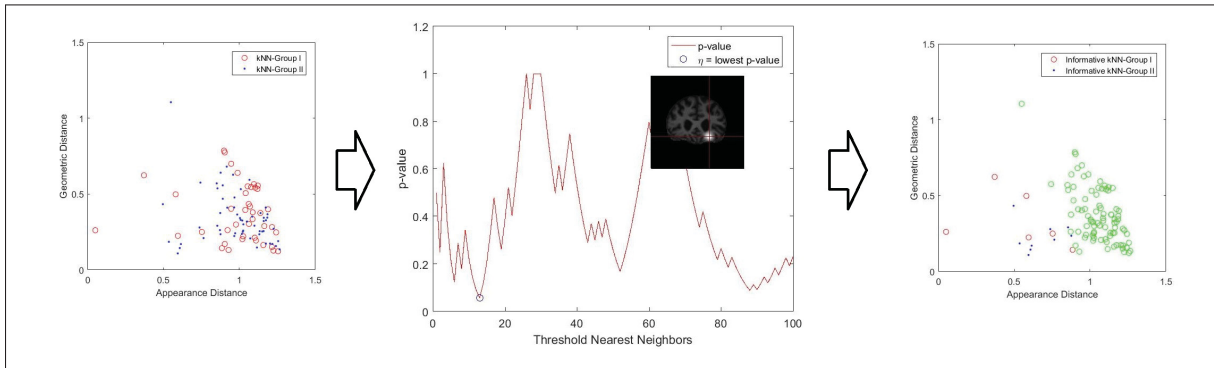 1.5
1
0.5
0
0
0.5
1
1.5
Geometric Distance
Appearance Distance
kNN-Group I
kNN-Group II
1.2
1
0.8
0.6
0.4
0.2
0
0
20
40
60
80
100
p-value
Threshold Nearest Neighbors
p-value
η = lowest p-value
1.5
1
0.5
0
0
0.5
1
1.5
Geometric Distance
Appearance Distance
Informative kNN-Group I
Informative kNN-Group II